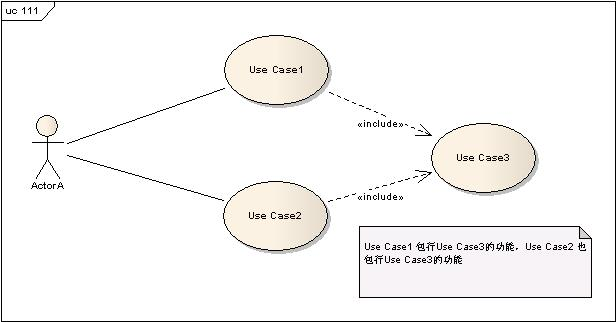 uc 111
Use Case1
«include»
Use Case3
ActorA
«include»
Use Case2
Use Case1 包行Use Case3的功能，Use Case2 也
包行Use Case3的功能